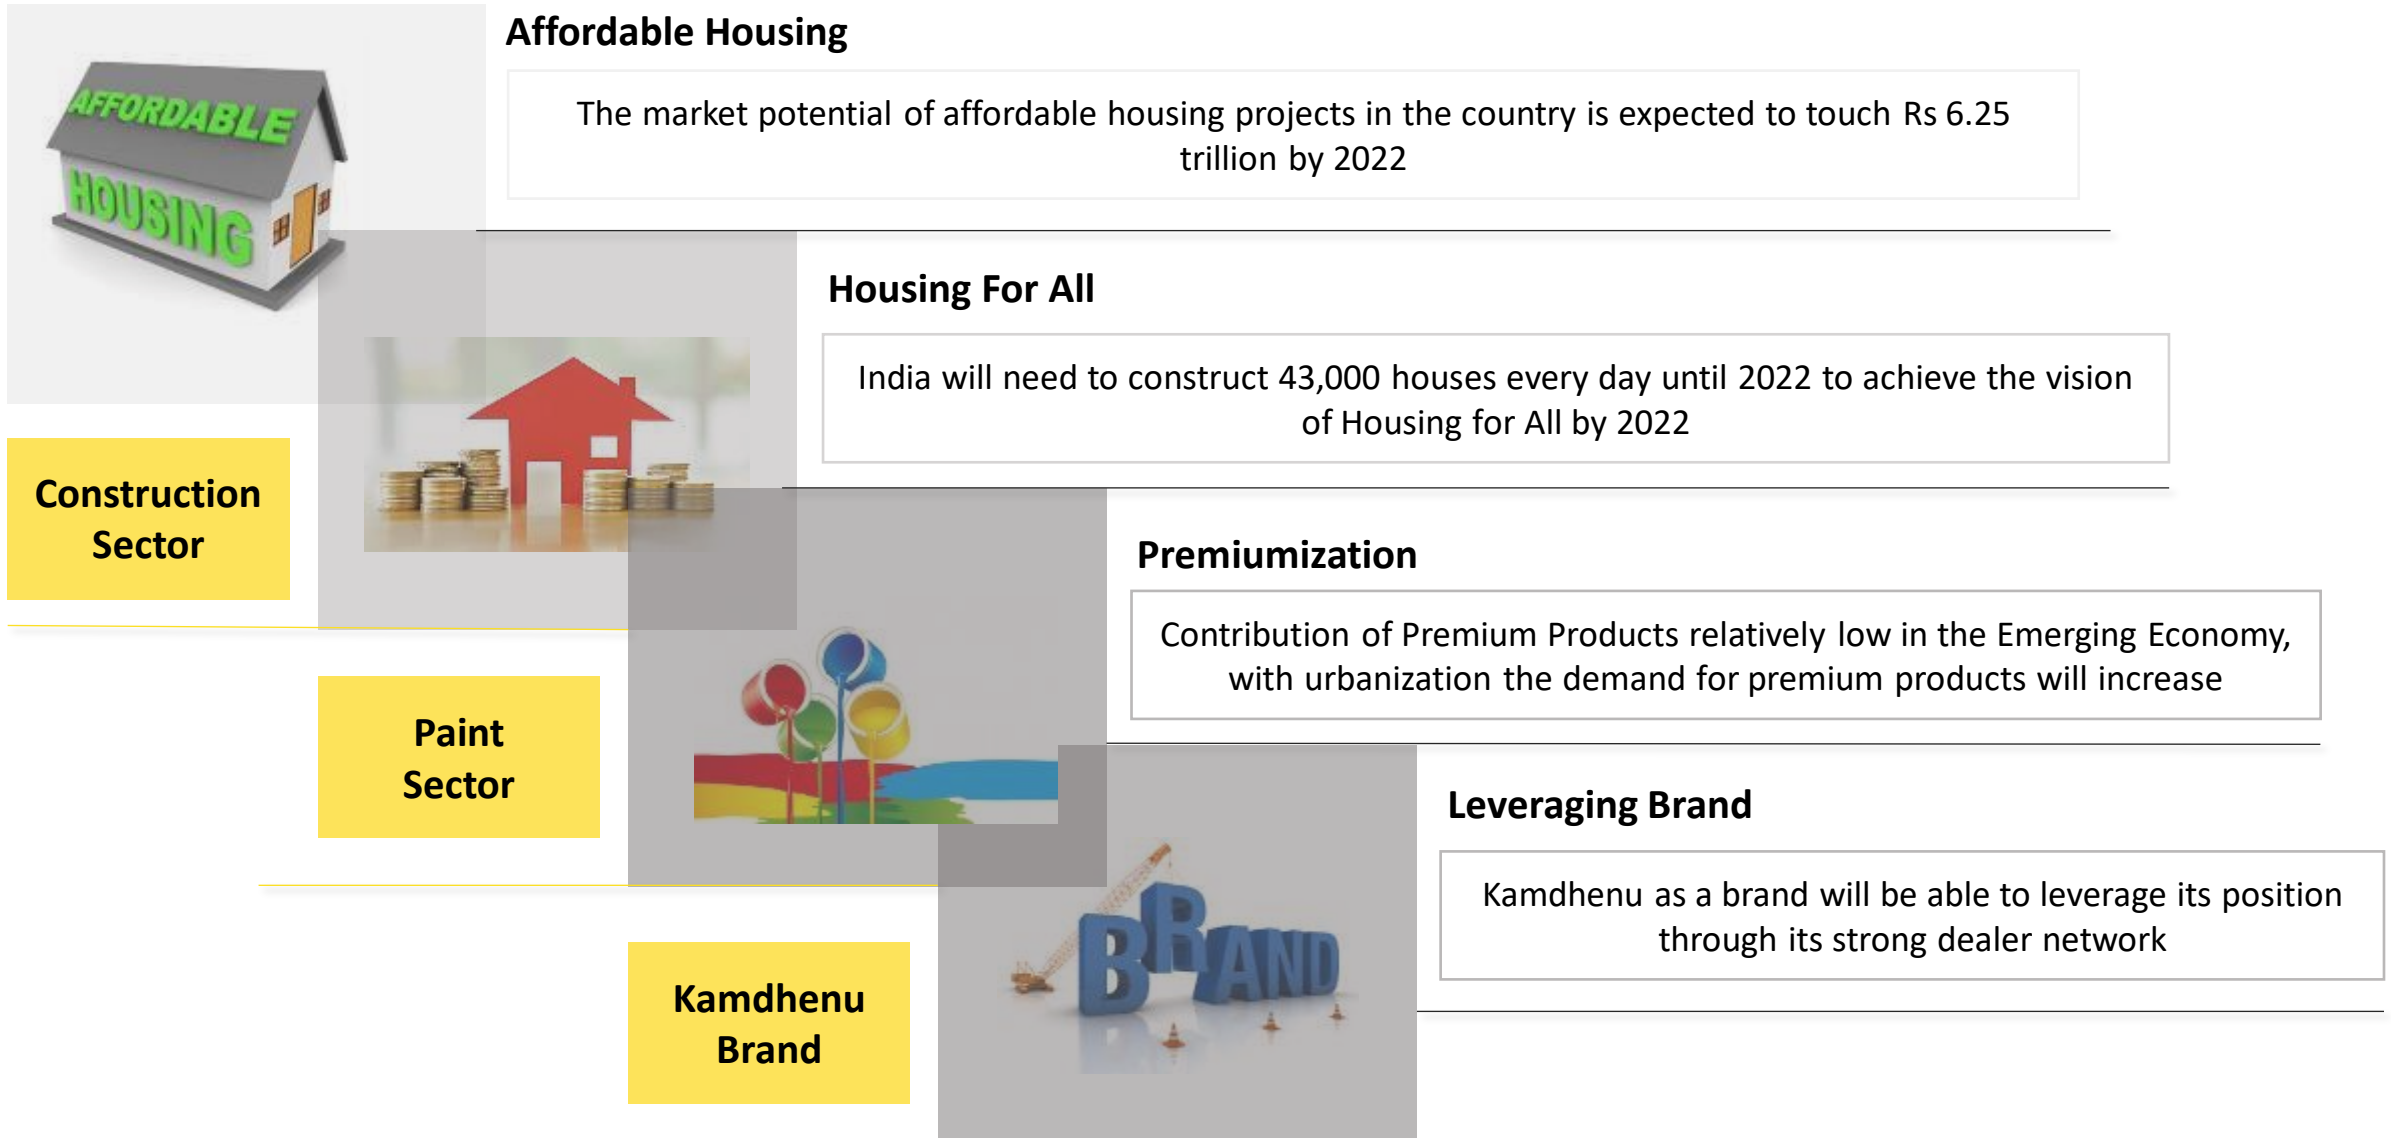 Affordable Housing
AFFORDABLE
HOUSING
The market potential of affordable housing projects in the country is expected to touch Rs 6.25
trillion by 2022
Housing For All
India will need to construct 43,000 houses every day until 2022 to achieve the vision
of Housing for All by 2022
Construction
Sector
Premiumization
Contribution of Premium Products relatively low in the Emerging Economy,
with urbanization the demand for premium products will increase
Paint
Sector
Leveraging Brand
Kamdhenu as a brand will be able to leverage its position
through its strong dealer network
BRAND
Kamdhenu
Brand